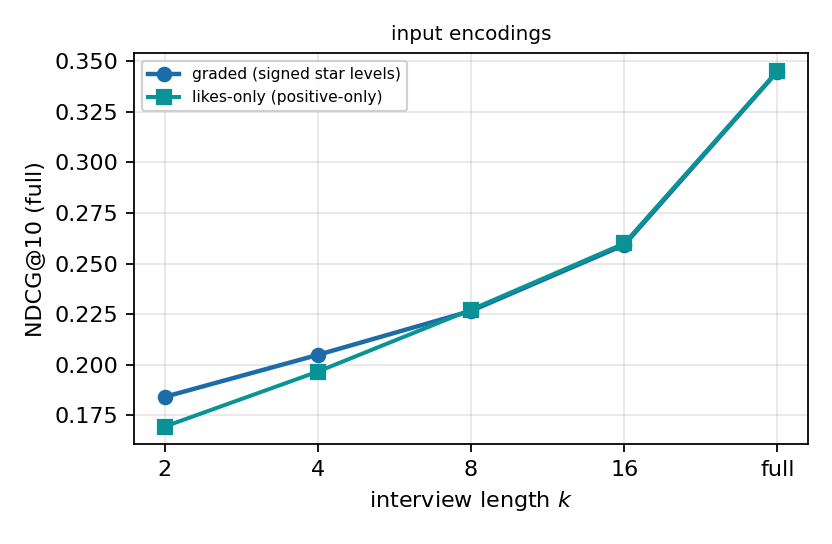 input encodings
graded (signed star levels)
likes-only (positive-only)
NDCG@10 (full)
0.350
0.325
0.300
0.275
0.250
0.225
0.200
0.175
2 4 8 16 full
interview length k